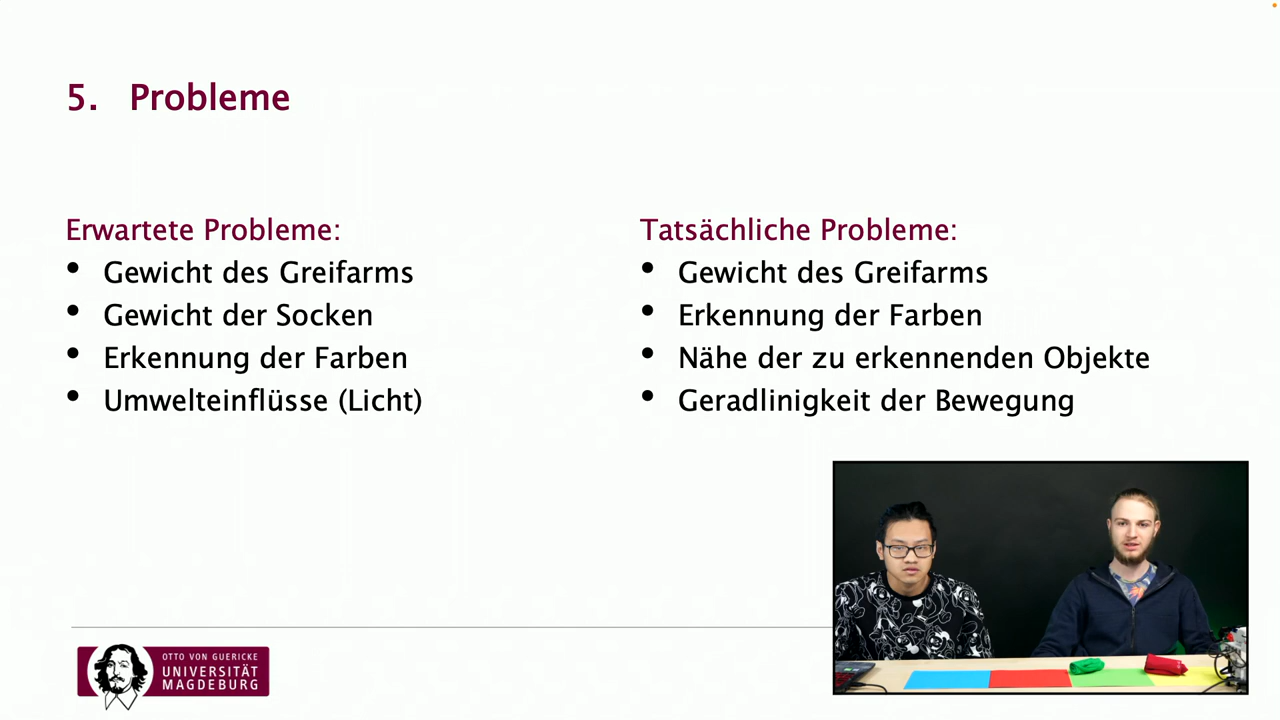 5. Probleme
Erwartete Probleme:
• Gewicht des Greifarms
• Gewicht der Socken
• Erkennung der Farben
• Umwelteinflüsse (Licht)
Tatsächliche Probleme:
• Gewicht des Greifarms
• Erkennung der Farben
• Nähe der zu erkennenden Objekte
• Geradlinigkeit der Bewegung
OTTO VON GUERICKE
UNIVERSITÄT
MAGDEBURG